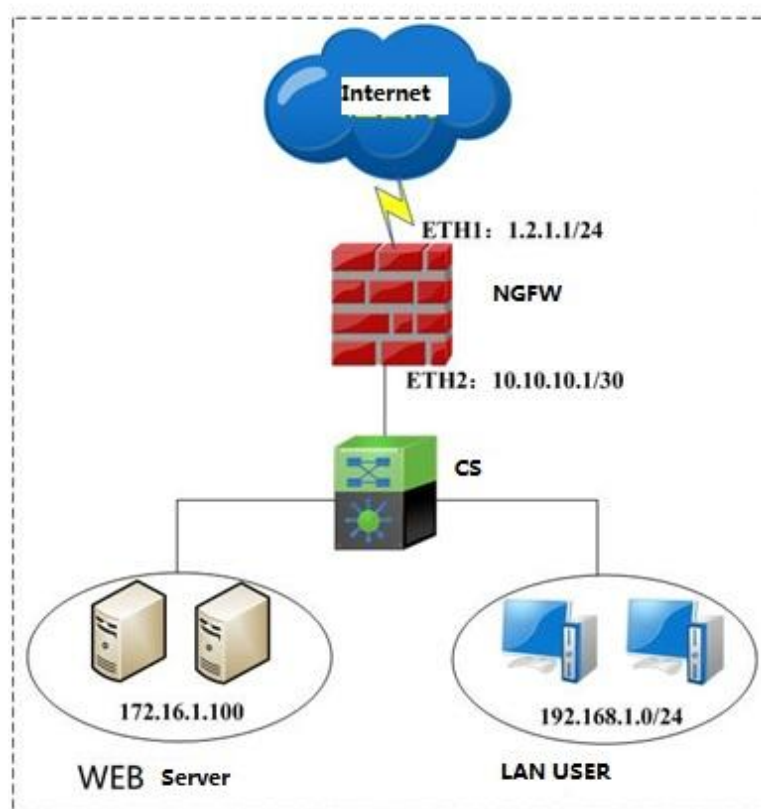 Internet
ETH1: 1.2.1.1/24
NGFW
ETH2: 10.10.10.1/30
CS
172.16.1.100
192.168.1.0/24
WEB Server
LAN USER